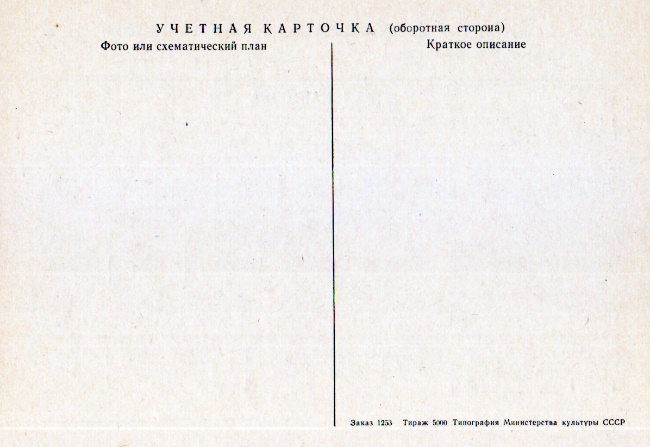 УЧЕТНАЯ КАРТОЧКА (оборотная сторона)
Фото или схематический план
Краткое описание
Заказ 1253 Тираж 5000 Типография Министерства культуры СССР